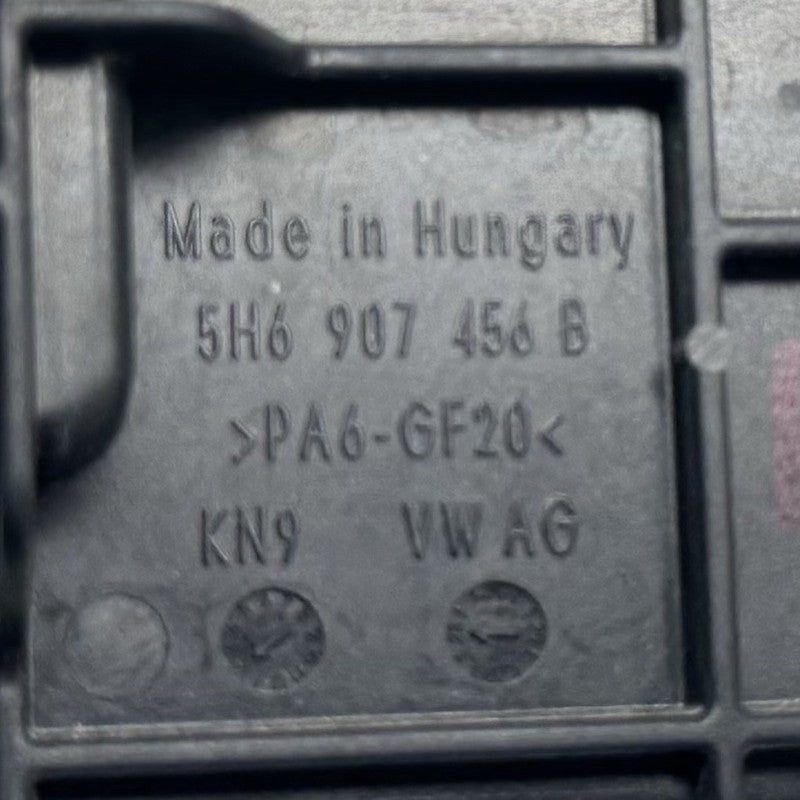 Made in Hungary
5H6 907 456 B
>PA6-GF20<
KN9 VW AG